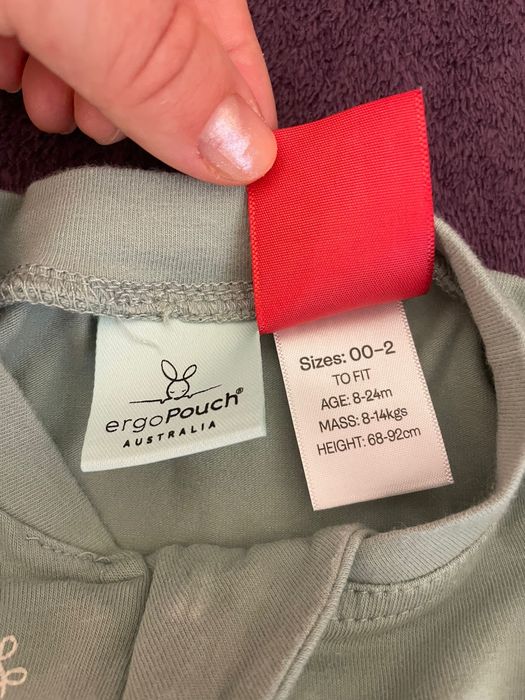 ergoPouch®
AUSTRALIA
Sizes: 00-2
TO FIT
AGE: 8-24m
MASS: 8-14kgs
HEIGHT: 68-92cm